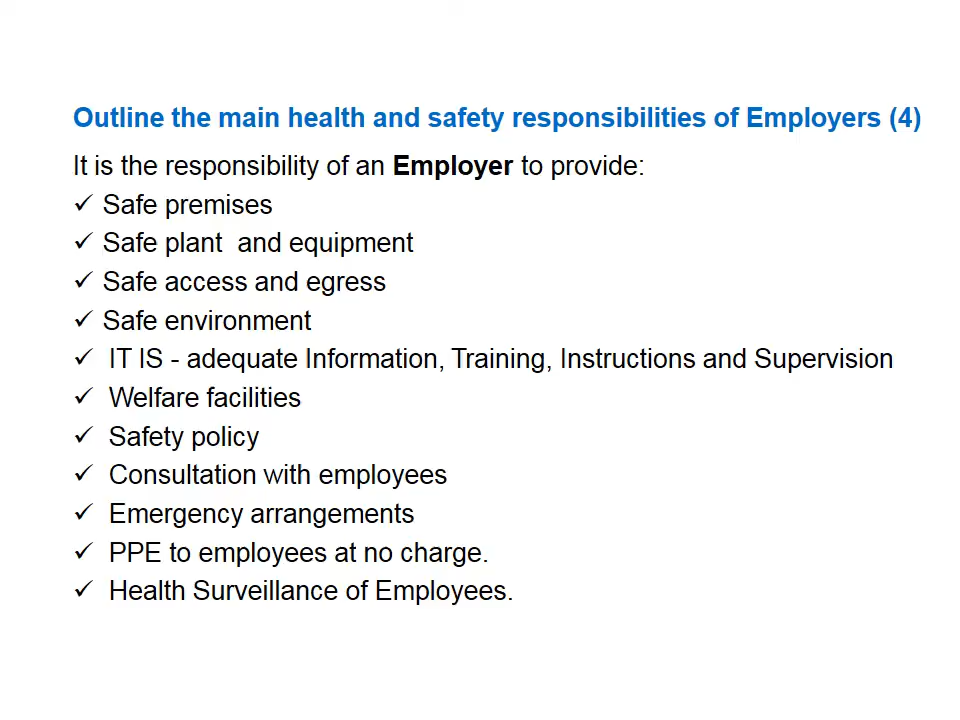 Outline the main health and safety responsibilities of Employers (4)
It is the responsibility of an Employer to provide:
✓ Safe premises
✓ Safe plant  and equipment
✓ Safe access and egress
✓ Safe environment
✓ IT IS - adequate Information, Training, Instructions and Supervision
✓ Welfare facilities
✓ Safety policy
✓ Consultation with employees
✓ Emergency arrangements
✓ PPE to employees at no charge.
✓ Health Surveillance of Employees.